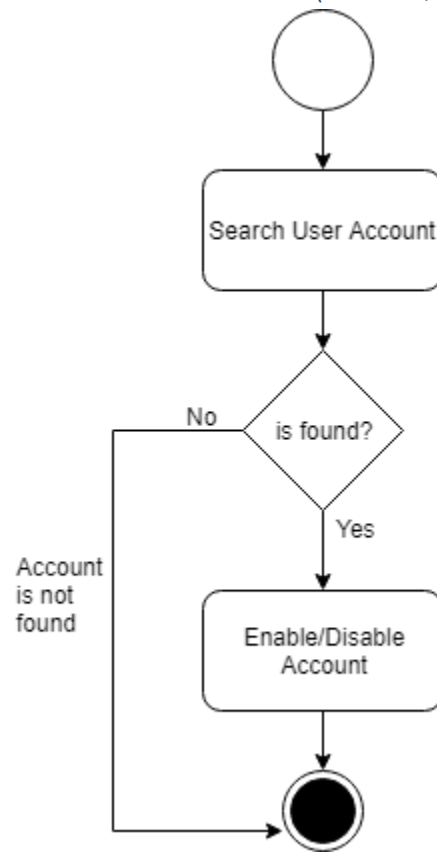 Search User Account
No
is found?
Yes
Account
is not
found
Enable/Disable
Account